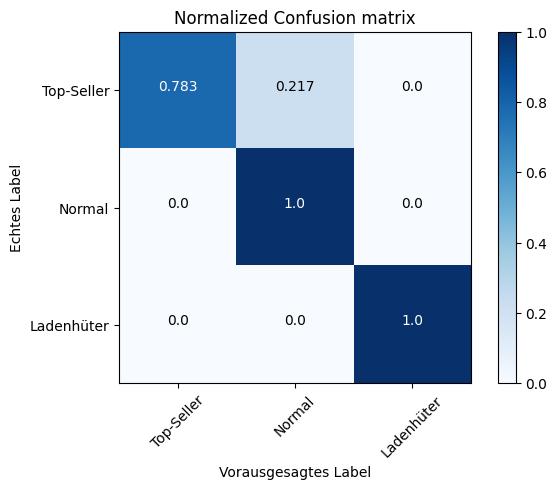 Normalized Confusion matrix
Top-Seller 0.783 0.217 0.0
Normal 0.0 1.0 0.0
Ladenhüter 0.0 0.0 1.0
Echtes Label
Top-Seller Normal Ladenhüter
Vorausgesagtes Label
1.0
0.8
0.6
0.4
0.2
0.0